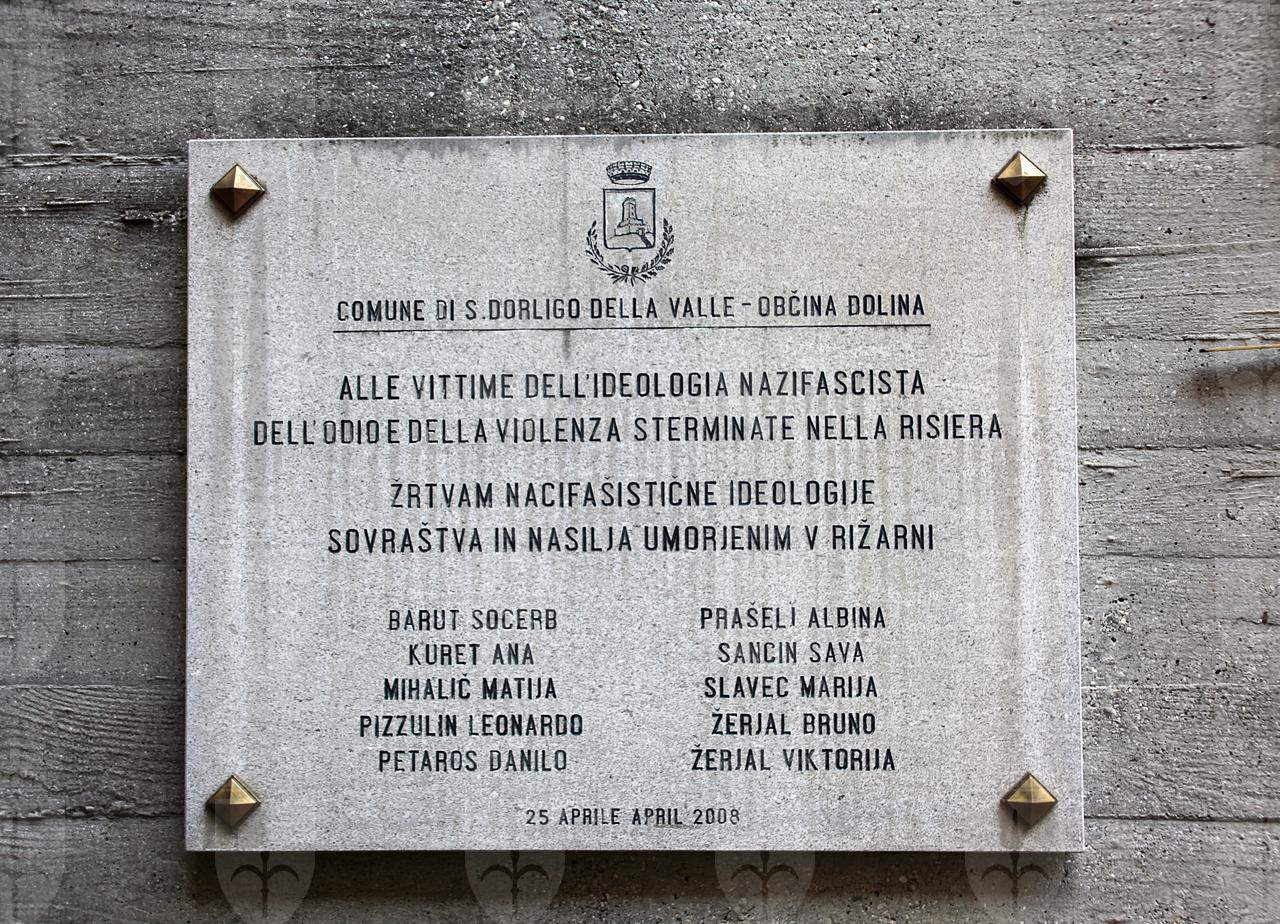 COMUNE DI S.DORLIGO DELLA VALLE - OBČINA DOLINA
ALLE VITTIME DELL'IDEOLOGIA NAZIFASCISTA
DELL'ODIO E DELLA VIOLENZA STERMINATE NELLA RISIERA
ŽRTVAM NACIFAŠISTIČNE IDEOLOGIJE
SOVRAŠTVA IN NASILJA UMORJENIM V RIŽARNI
BARUT SOCERB
KURET ANA
MIHALIČ MATIJA
PIZZULIN LEONARDO
PETAROS DANILO
PRAŠELJ ALBINA
SANCIN SAVA
SLAVEC MARIJA
ŽERJAL BRUNO
ŽERJAL VIKTORIJA
25 APRILE APRIL 2008